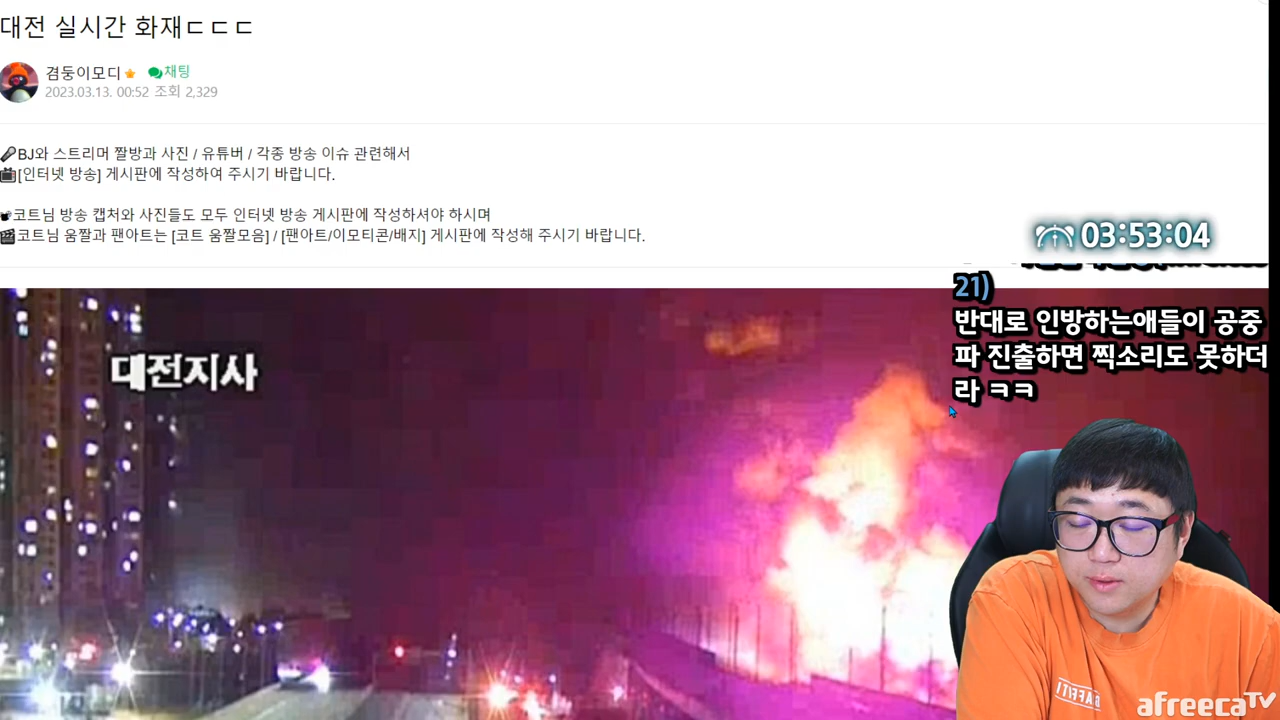 대전 실시간 화재ㄷㄷㄷ
겸둥이모디 채팅
2023.03.13. 00:52 조회 2,329
BJ와 스트리머 짤방과 사진 / 유튜버 / 각종 방송 이슈 관련해서
[인터넷 방송] 게시판에 작성하여 주시기 바랍니다.
코트님 방송 캡처와 사진들도 모두 인터넷 방송 게시판에 작성하셔야 하시며
코트님 움짤과 팬아트는 [코트 움짤모음] / [팬아트/이모티콘/배지] 게시판에 작성해 주시기 바랍니다.
03:53:04
21)
반대로 인방하는애들이 공중
파 진출하면 찍소리도 못하더
라 ㅋㅋ
대전지사
GRAFFITI
afreecaTV